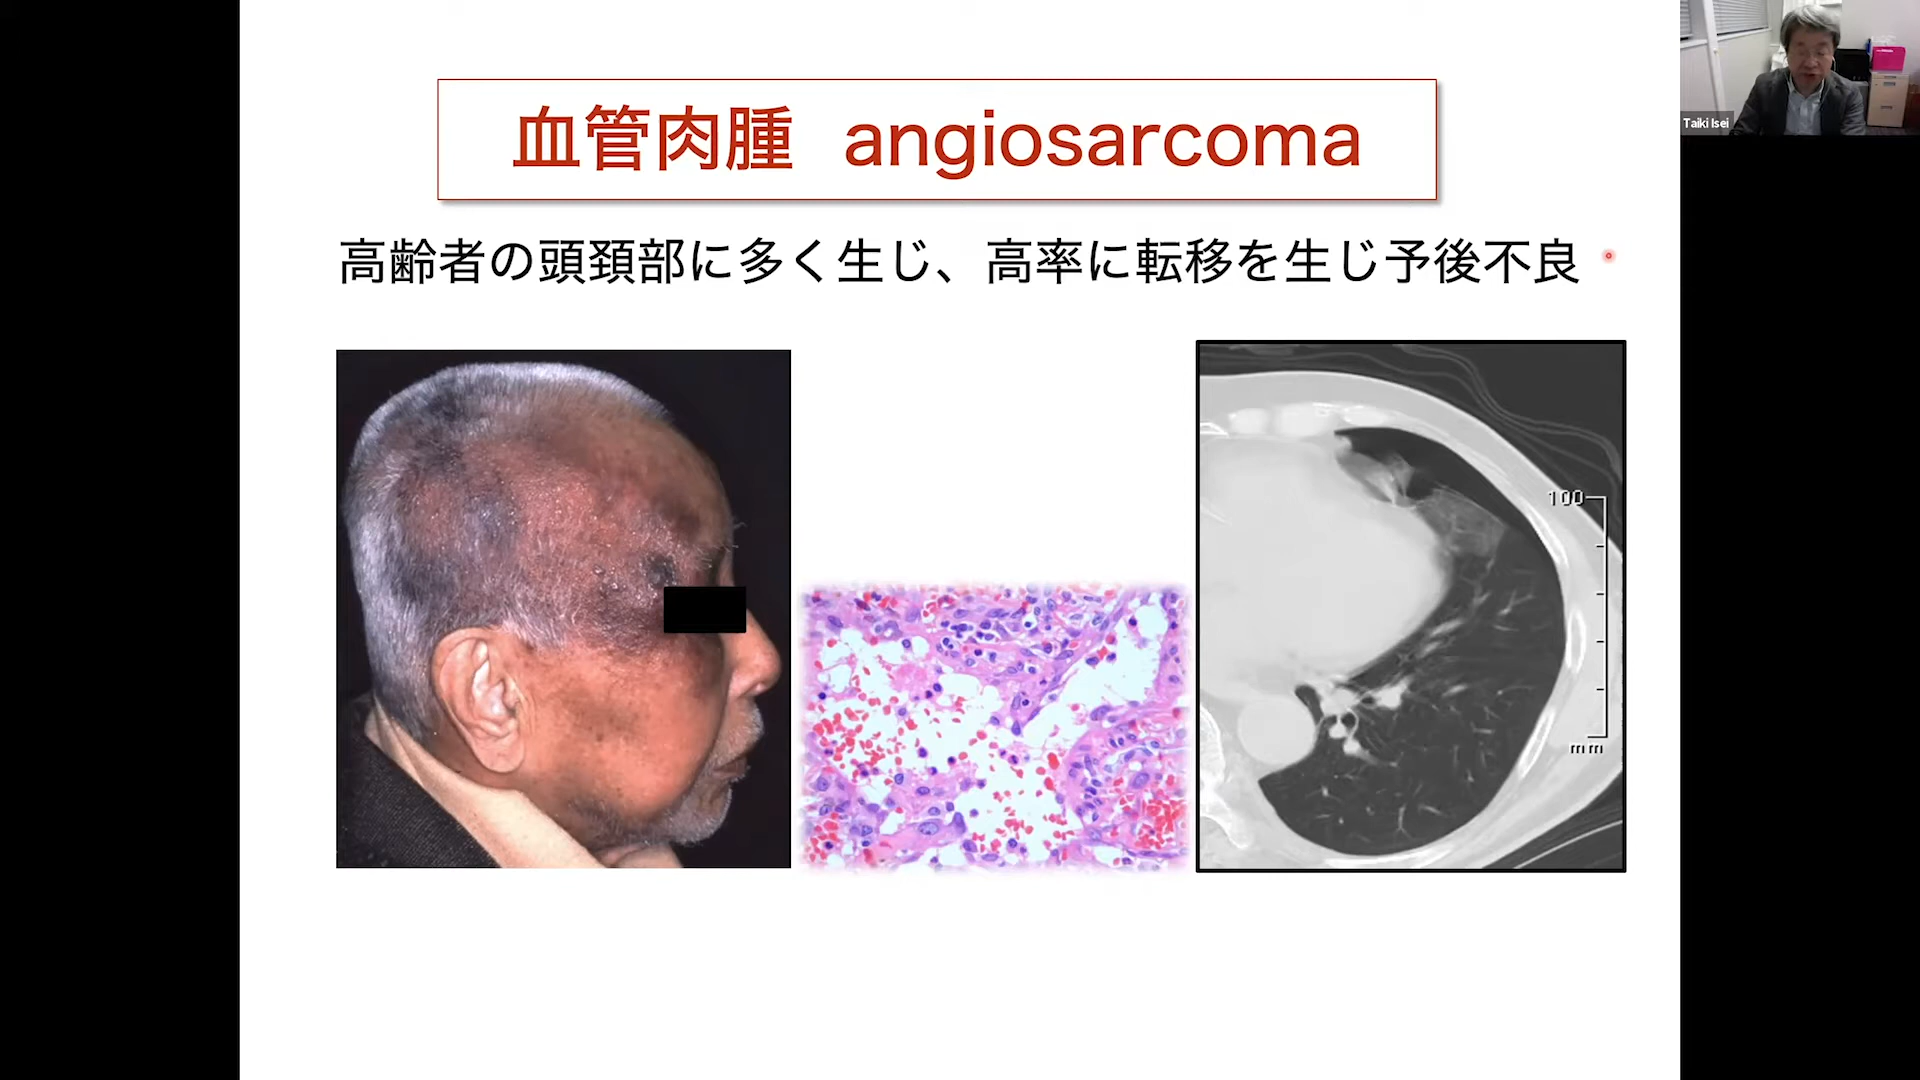 血管肉腫 angiosarcoma
高齢者の頭頚部に多く生じ、高率に転移を生じ予後不良
100
mm
Taiki Isei